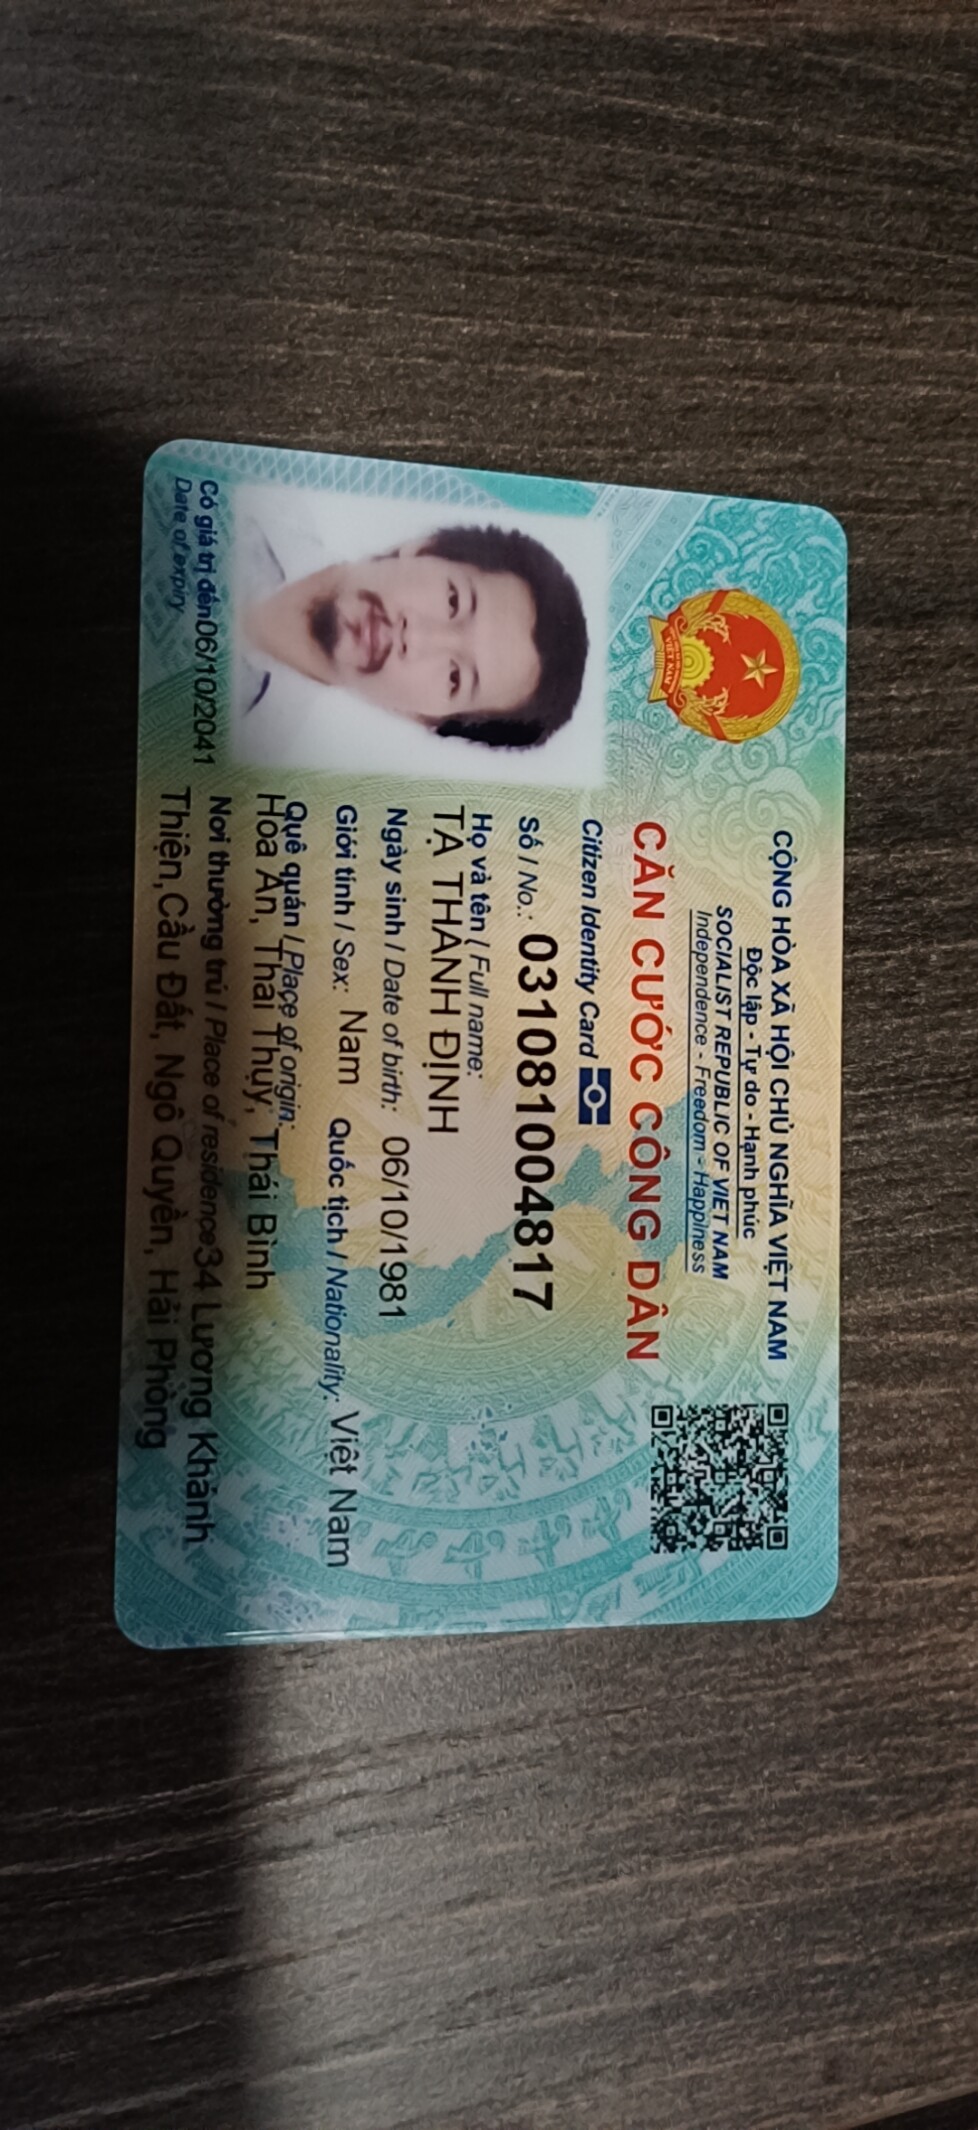 CỘNG HÒA XÃ HỘI CHỦ NGHĨA VIỆT NAM
Độc lập - Tự do - Hạnh phúc
SOCIALIST REPUBLIC OF VIET NAM
Independence - Freedom - Happiness
CĂN CƯỚC CÔNG DÂN
Citizen Identity Card
Số / No.: 031081004817
Họ và tên / Full name:
TẠ THÀNH ĐỊNH
Ngày sinh / Date of birth: 06/10/1981
Giới tính / Sex: Nam Quốc tịch / Nationality: Việt Nam
Quê quán / Place of origin:
Hòa An, Thái Thụy, Thái Bình
Nơi thường trú / Place of residence 34 Lương Khánh
Thiện, Cầu Đất, Ngô Quyền, Hải Phòng
Có giá trị đến 06/10/2041
Date of expiry
VIỆT NAM